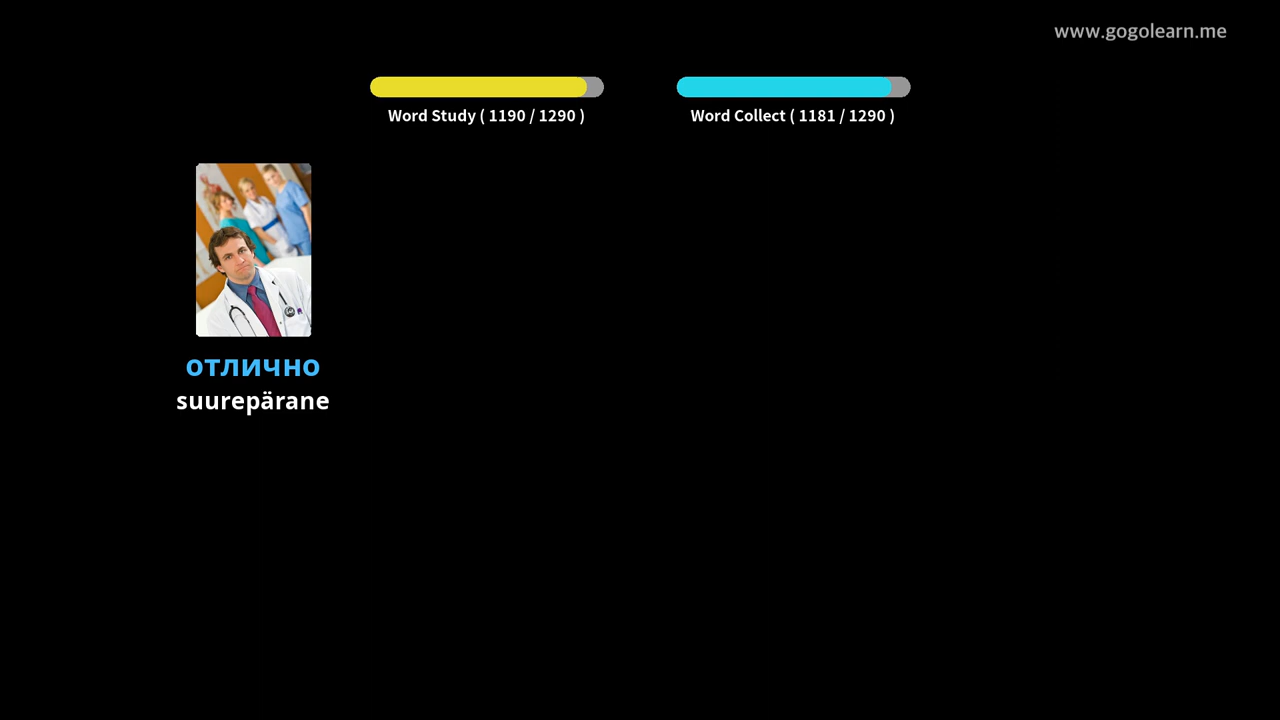 www.gogolearn.me
Word Study ( 1190 / 1290 )
Word Collect ( 1181 / 1290 )
отлично
suurepärane